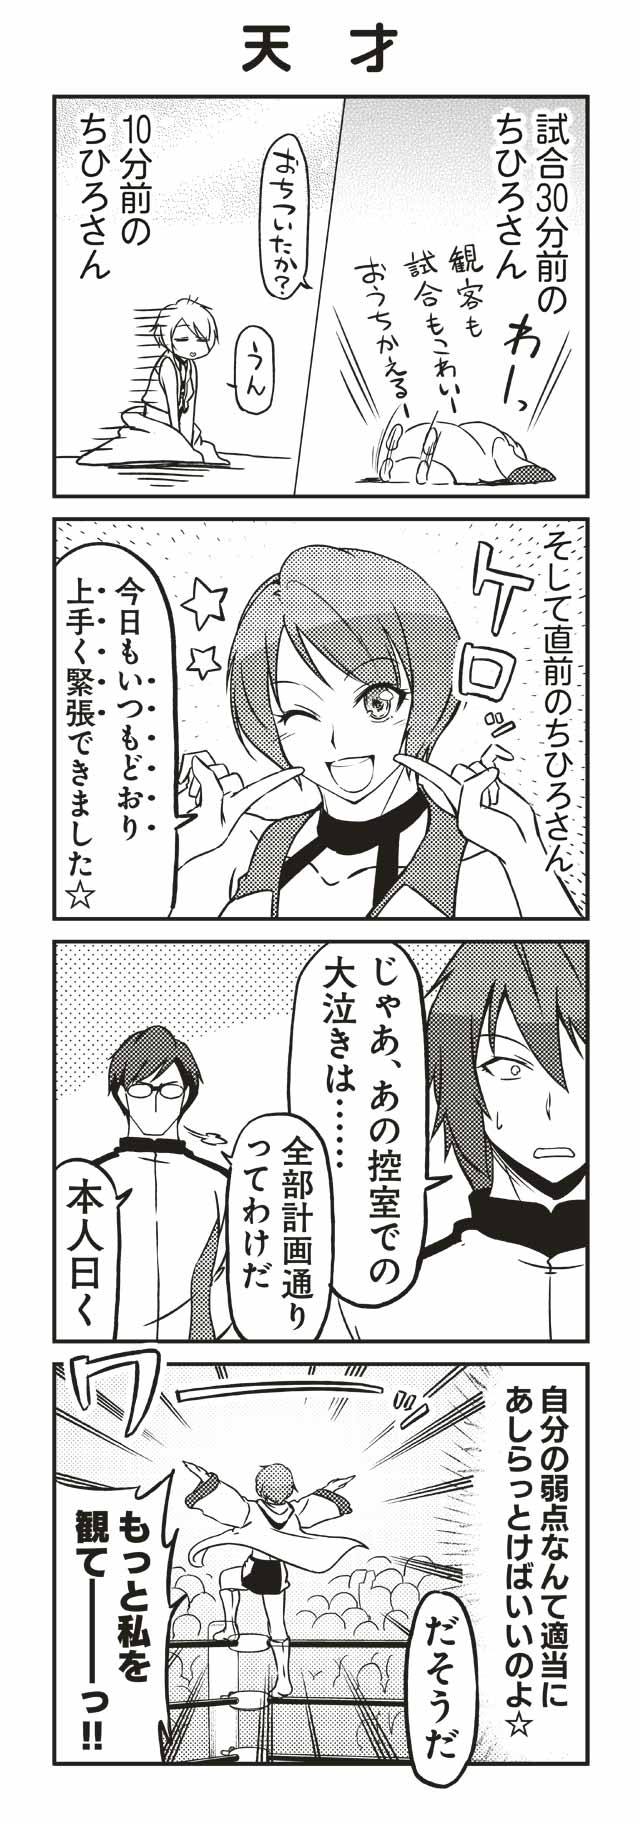 天才
試合30分前の
ちひろさん
わーっ
観客も
試合もこわいー
おうちかえるー
おちついたか?
うん
10分前の
ちひろさん
そして直前のちひろさん
ケロッ
今日もいつもどおり
上手く緊張できました☆
じゃあ、あの控室での
大泣きは……
全部計画通り
ってわけだ
本人曰く
自分の弱点なんて適当に
あしらっとけばいいのよ☆
ワーッ
もっと私を
観て──っ!!
だそうだ